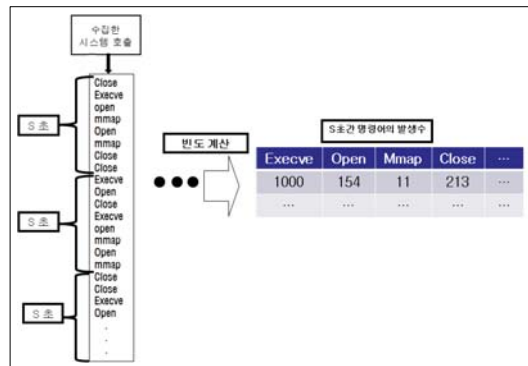 수집한
시스템 호출
Close
Execve
open
mmap
Open
mmap
Close
Close
Execve
Open
Close
Execve
open
mmap
Open
mmap
Close
Close
Execve
Open
.
.
.
S 초
S 초
S 초
빈도 계산
S초간 명령어의 발생수
Execve Open Mmap Close ...
1000 154 11 213 ...
... ... ... ...